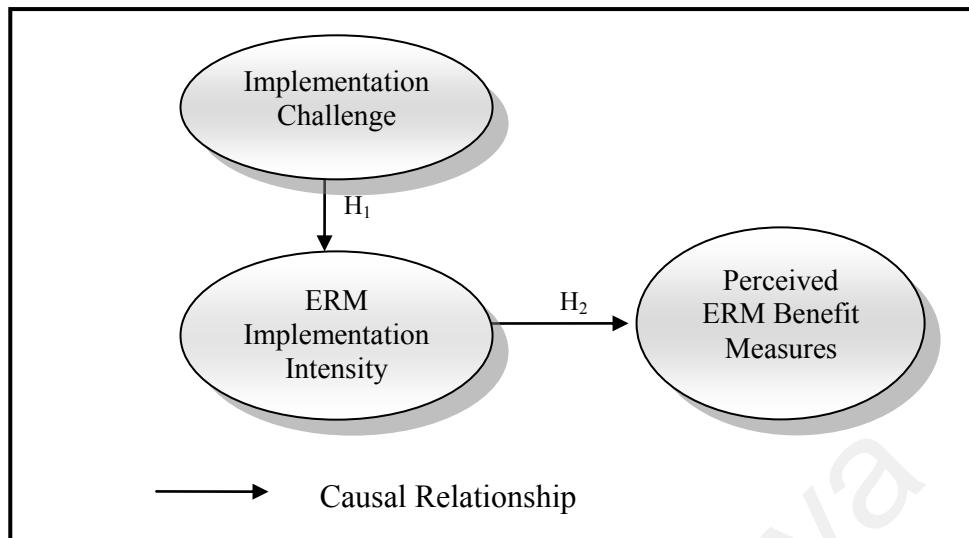 Implementation
Challenge
H₁
ERM
Implementation
Intensity
H₂
Perceived
ERM Benefit
Measures
Causal Relationship